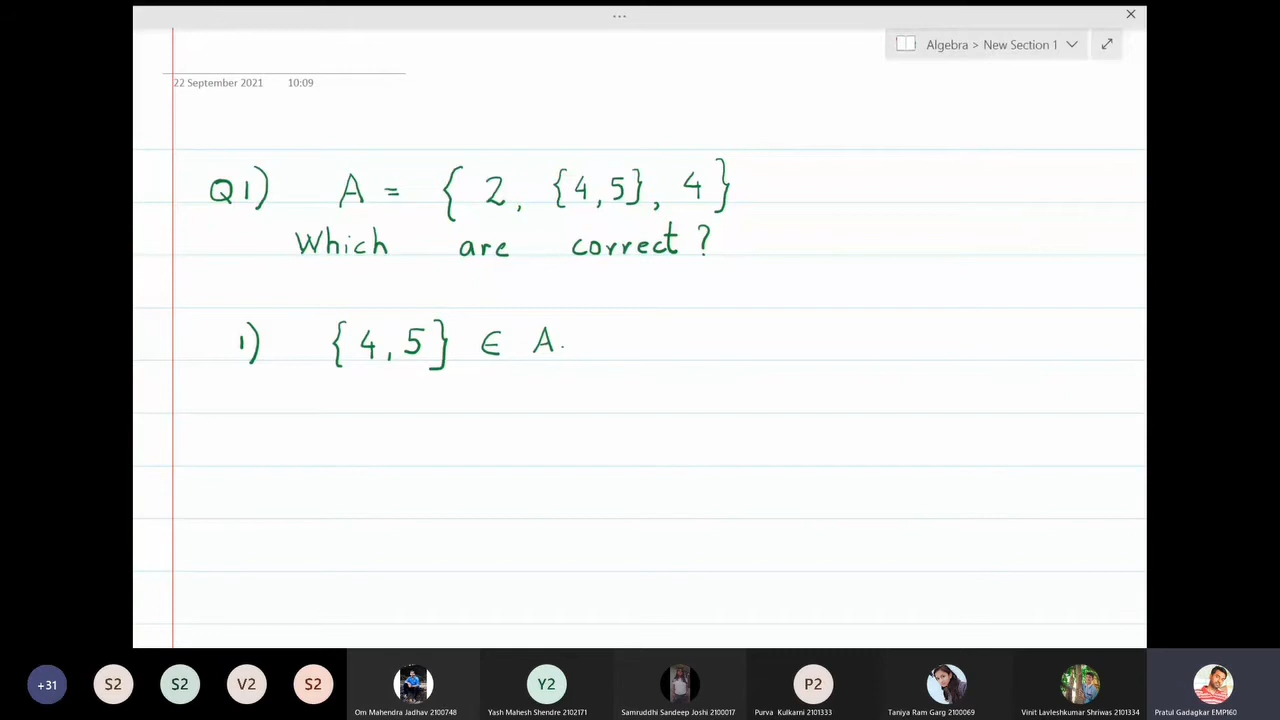 Algebra > New Section 1
22 September 2021 10:09
Q1) A = { 2, {4,5}, 4 }
Which are correct?
1) {4,5} ∈ A.
+31 S2 S2 V2 S2 Y2 P2
Om Mahendra Jadhav 2100748 Yash Mahesh Shendre 2102171 Samruddhi Sandeep Joshi 2100017 Purva Kulkarni 2101333 Taniya Ram Garg 2100069 Vinit Lavleshkumar Shriwas 2101334 Pratul Gadagkar EMP160